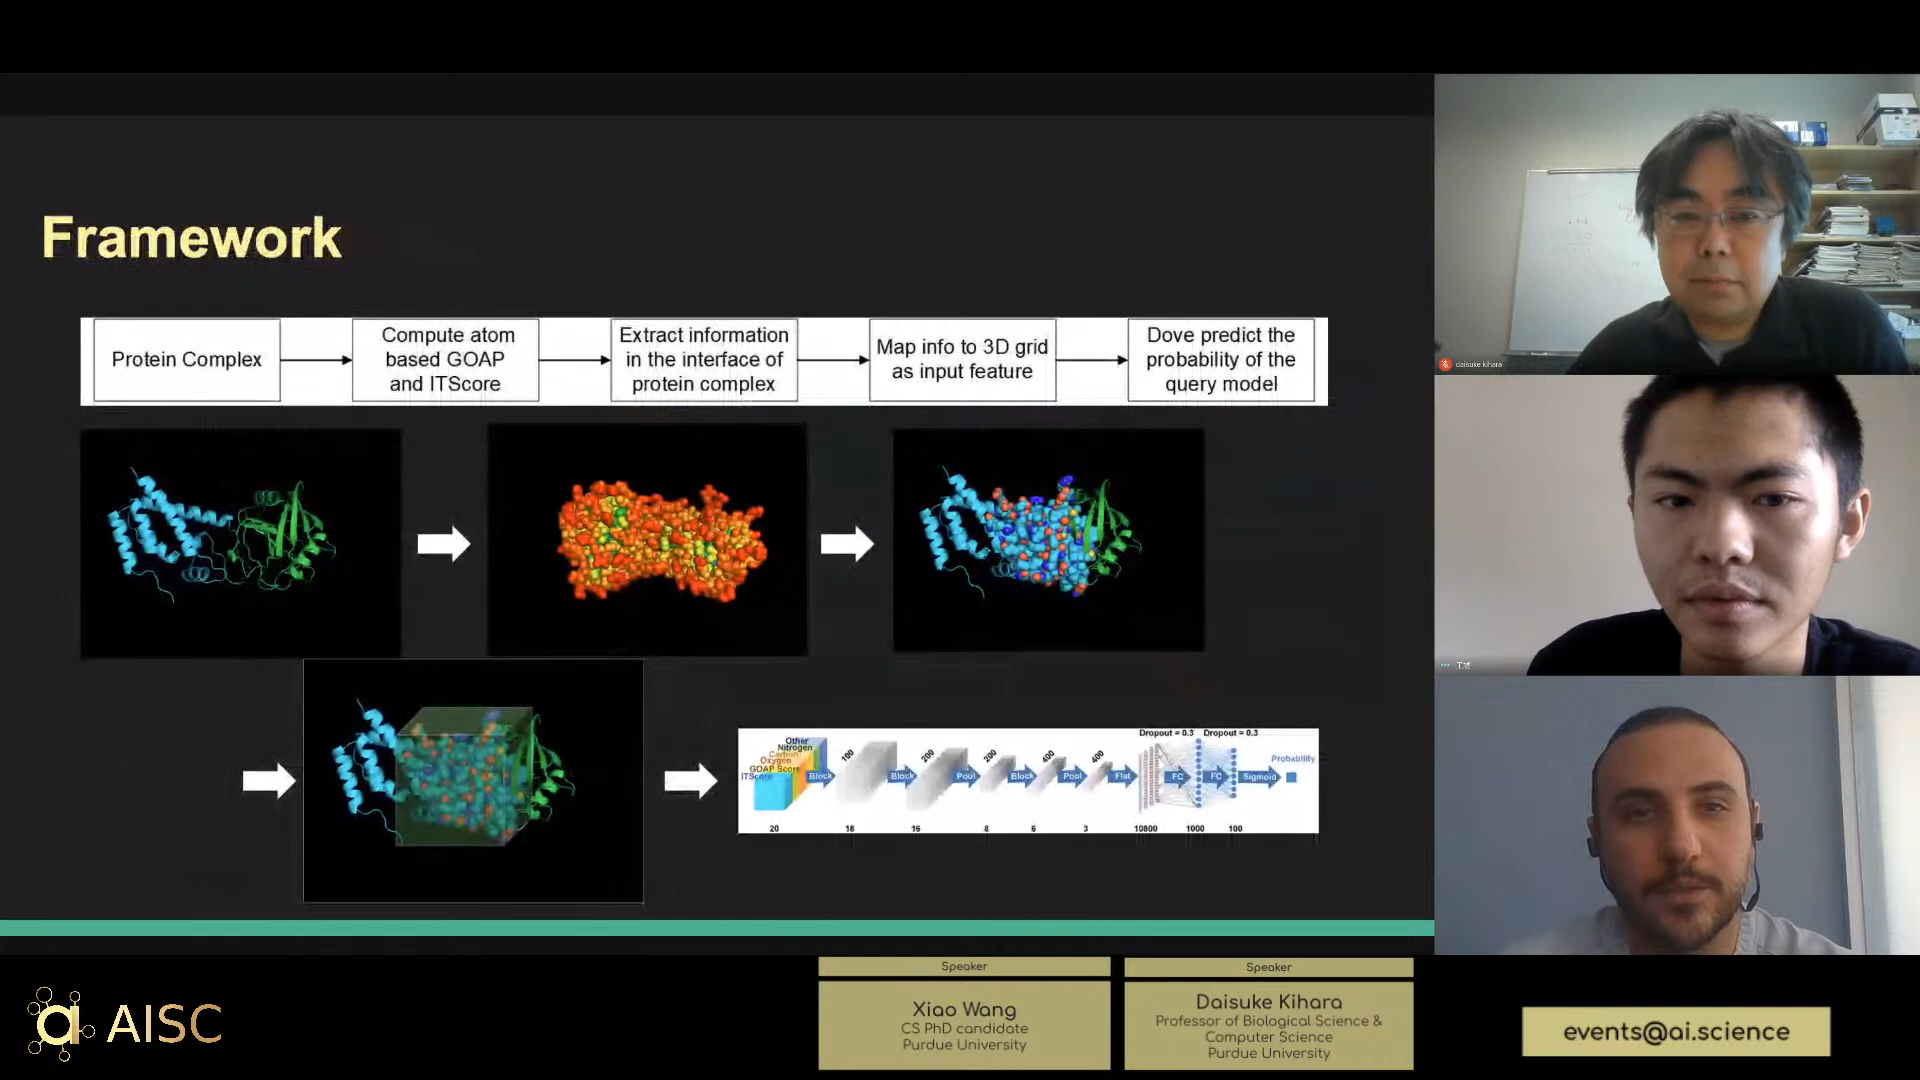 Framework
Protein Complex
Compute atom
based GOAP
and ITScore
Extract information
in the interface of
protein complex
Map info to 3D grid
as input feature
Dove predict the
probability of the
query model
Other
Nitrogen
Carbon
Oxygen
GOAP Score
ITScore
Block
100
Block
200
Pool
200
Block
400
Pool
400
Flat
Dropout = 0.3
Dropout = 0.3
FC
FC
Sigmoid
Probability
20
18
16
8
6
3
10800
1000
100
daisuke kihara
AISC
Speaker
Xiao Wang
CS PhD candidate
Purdue University
Speaker
Daisuke Kihara
Professor of Biological Science &
Computer Science
Purdue University
events@ai.science